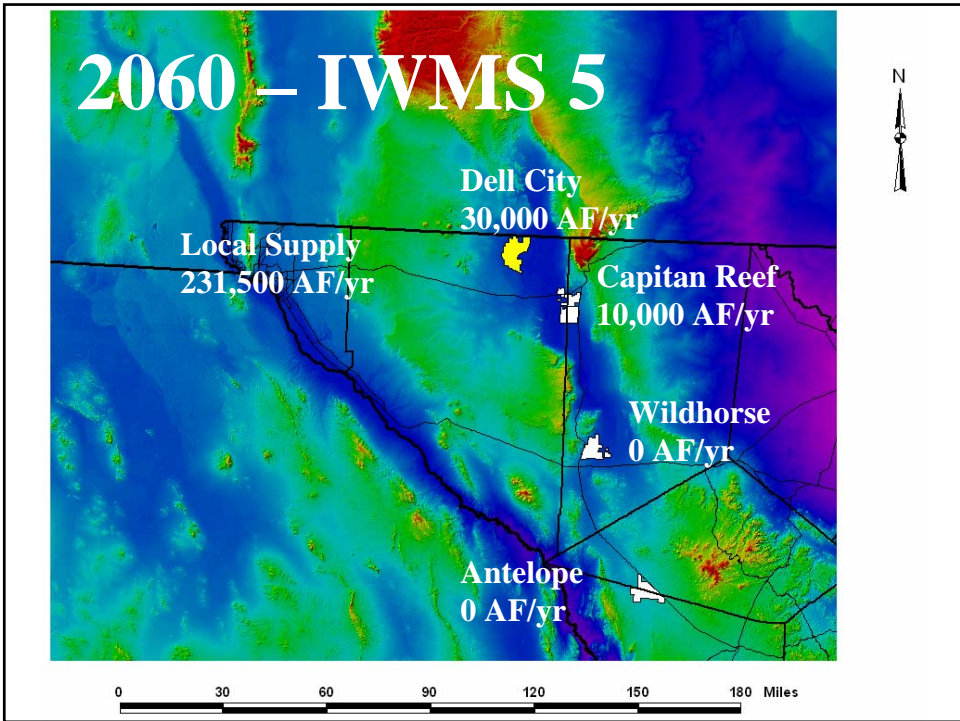 2060 – IWMS 5
N
Dell City
30,000 AF/yr
Local Supply
231,500 AF/yr
Capitan Reef
10,000 AF/yr
Wildhorse
0 AF/yr
Antelope
0 AF/yr
0 30 60 90 120 150 180 Miles